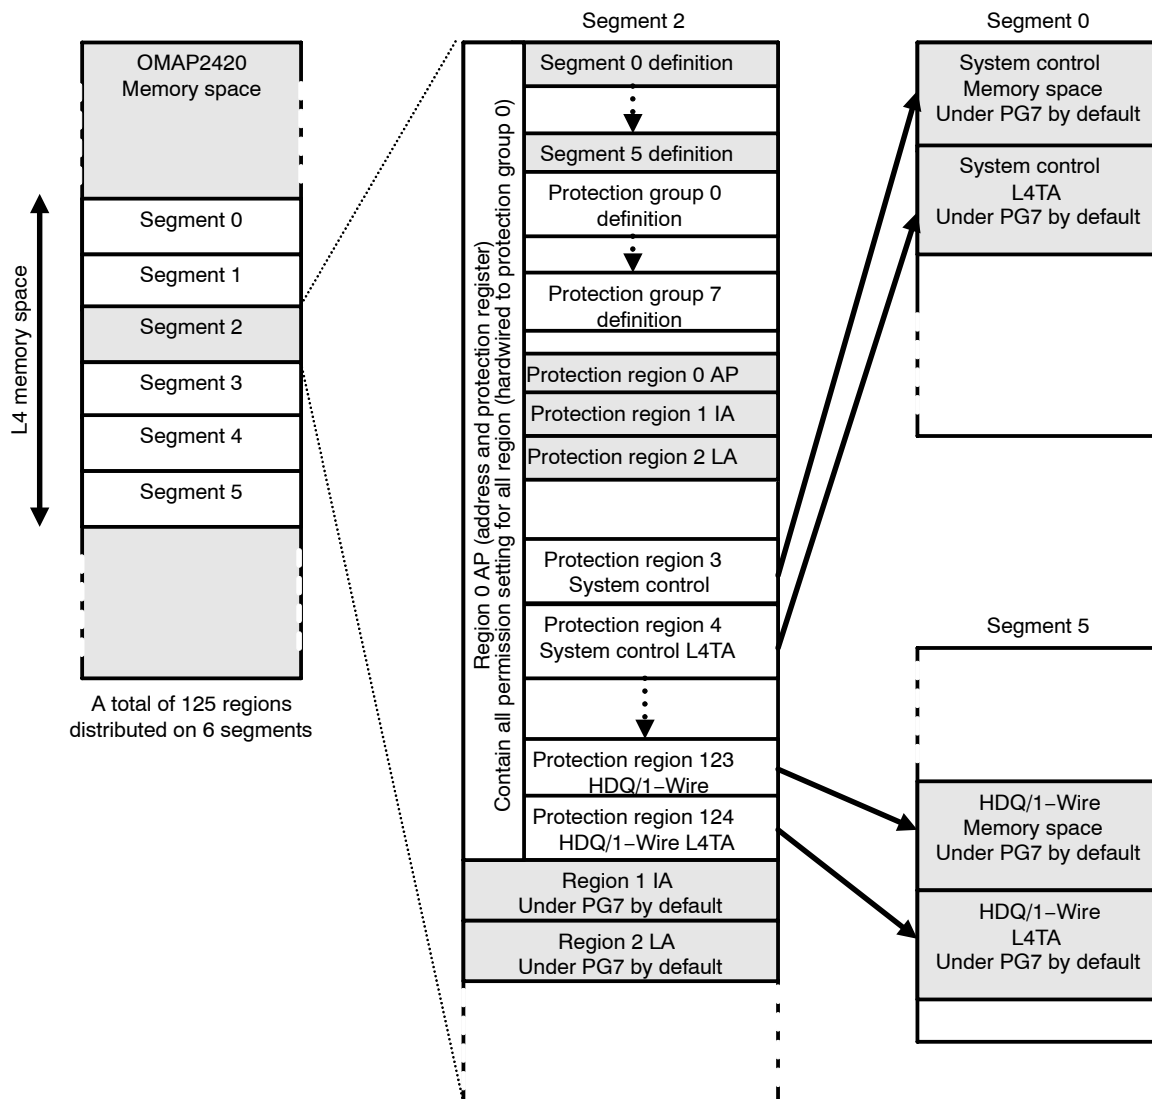 OMAP2420
Memory space
Segment 0
Segment 1
Segment 2
Segment 3
Segment 4
Segment 5
L4 memory space
A total of 125 regions
distributed on 6 segments
Segment 2
Region 0 AP (address and protection register)
Contain all permission setting for all region (hardwired to protection group 0)
Segment 0 definition
Segment 5 definition
Protection group 0
definition
Protection group 7
definition
Protection region 0 AP
Protection region 1 IA
Protection region 2 LA
Protection region 3
System control
Protection region 4
System control L4TA
Protection region 123
HDQ/1−Wire
Protection region 124
HDQ/1−Wire L4TA
Region 1 IA
Under PG7 by default
Region 2 LA
Under PG7 by default
Segment 0
System control
Memory space
Under PG7 by default
System control
L4TA
Under PG7 by default
Segment 5
HDQ/1−Wire
Memory space
Under PG7 by default
HDQ/1−Wire
L4TA
Under PG7 by default